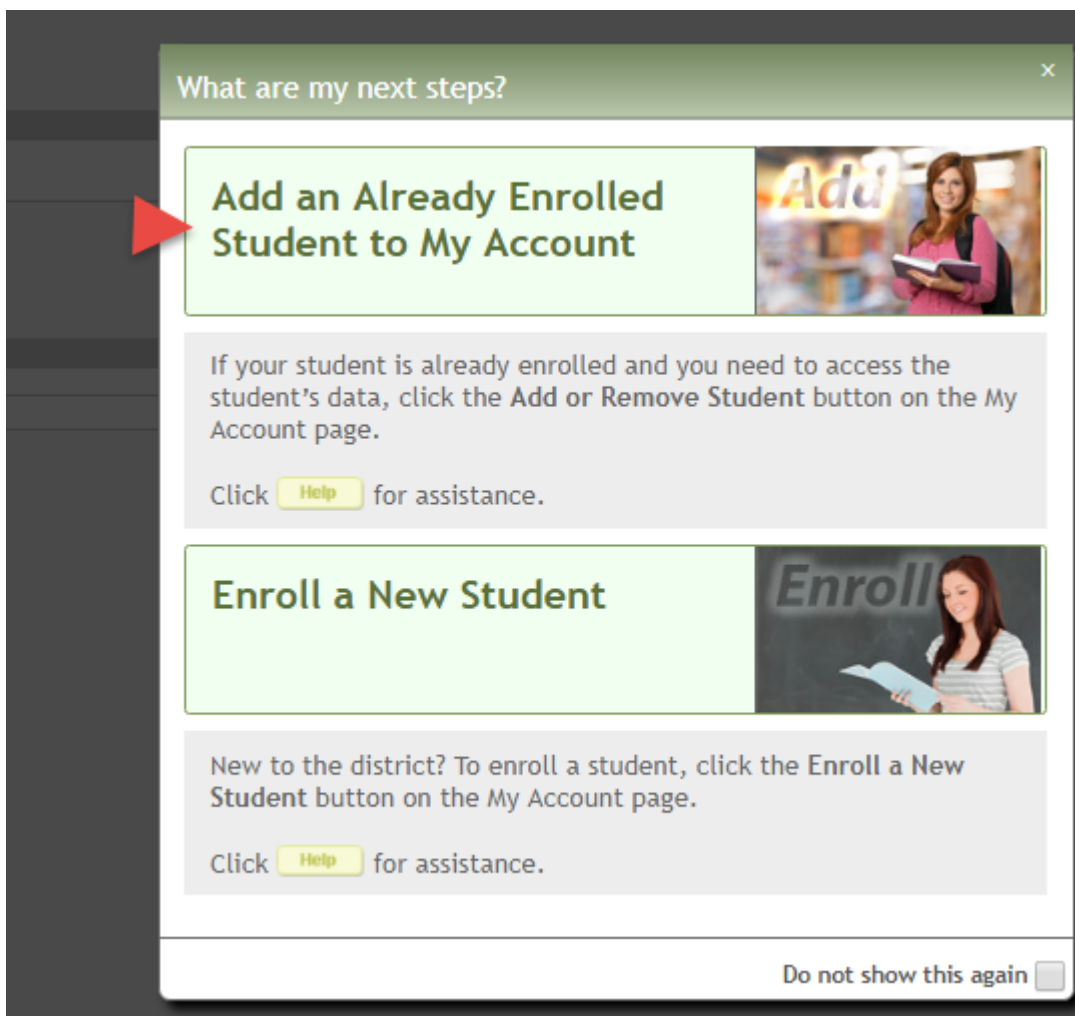 What are my next steps?
×
Add an Already Enrolled
Student to My Account
Add
If your student is already enrolled and you need to access the
student’s data, click the Add or Remove Student button on the My
Account page.
Click Help for assistance.
Enroll a New Student
Enroll
New to the district? To enroll a student, click the Enroll a New
Student button on the My Account page.
Click Help for assistance.
Do not show this again